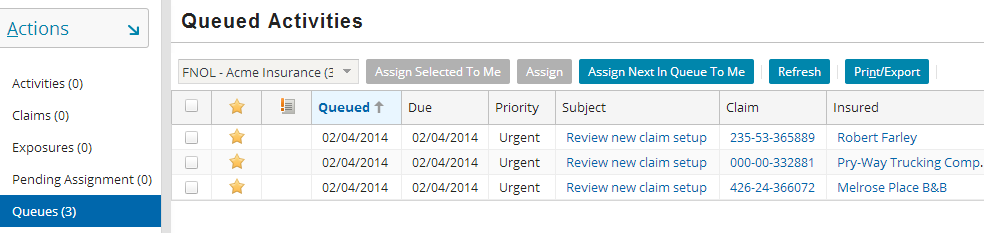 Actions
Activities (0)
Claims (0)
Exposures (0)
Pending Assignment (0)
Queues (3)
Queued Activities
FNOL - Acme Insurance (3 Assign Selected To Me Assign Assign Next In Queue To Me Refresh Print/Export
Queued Due Priority Subject Claim Insured
02/04/2014 02/04/2014 Urgent Review new claim setup 235-53-365889 Robert Farley
02/04/2014 02/04/2014 Urgent Review new claim setup 000-00-332881 Pry-Way Trucking Comp.
02/04/2014 02/04/2014 Urgent Review new claim setup 426-24-366072 Melrose Place B&B